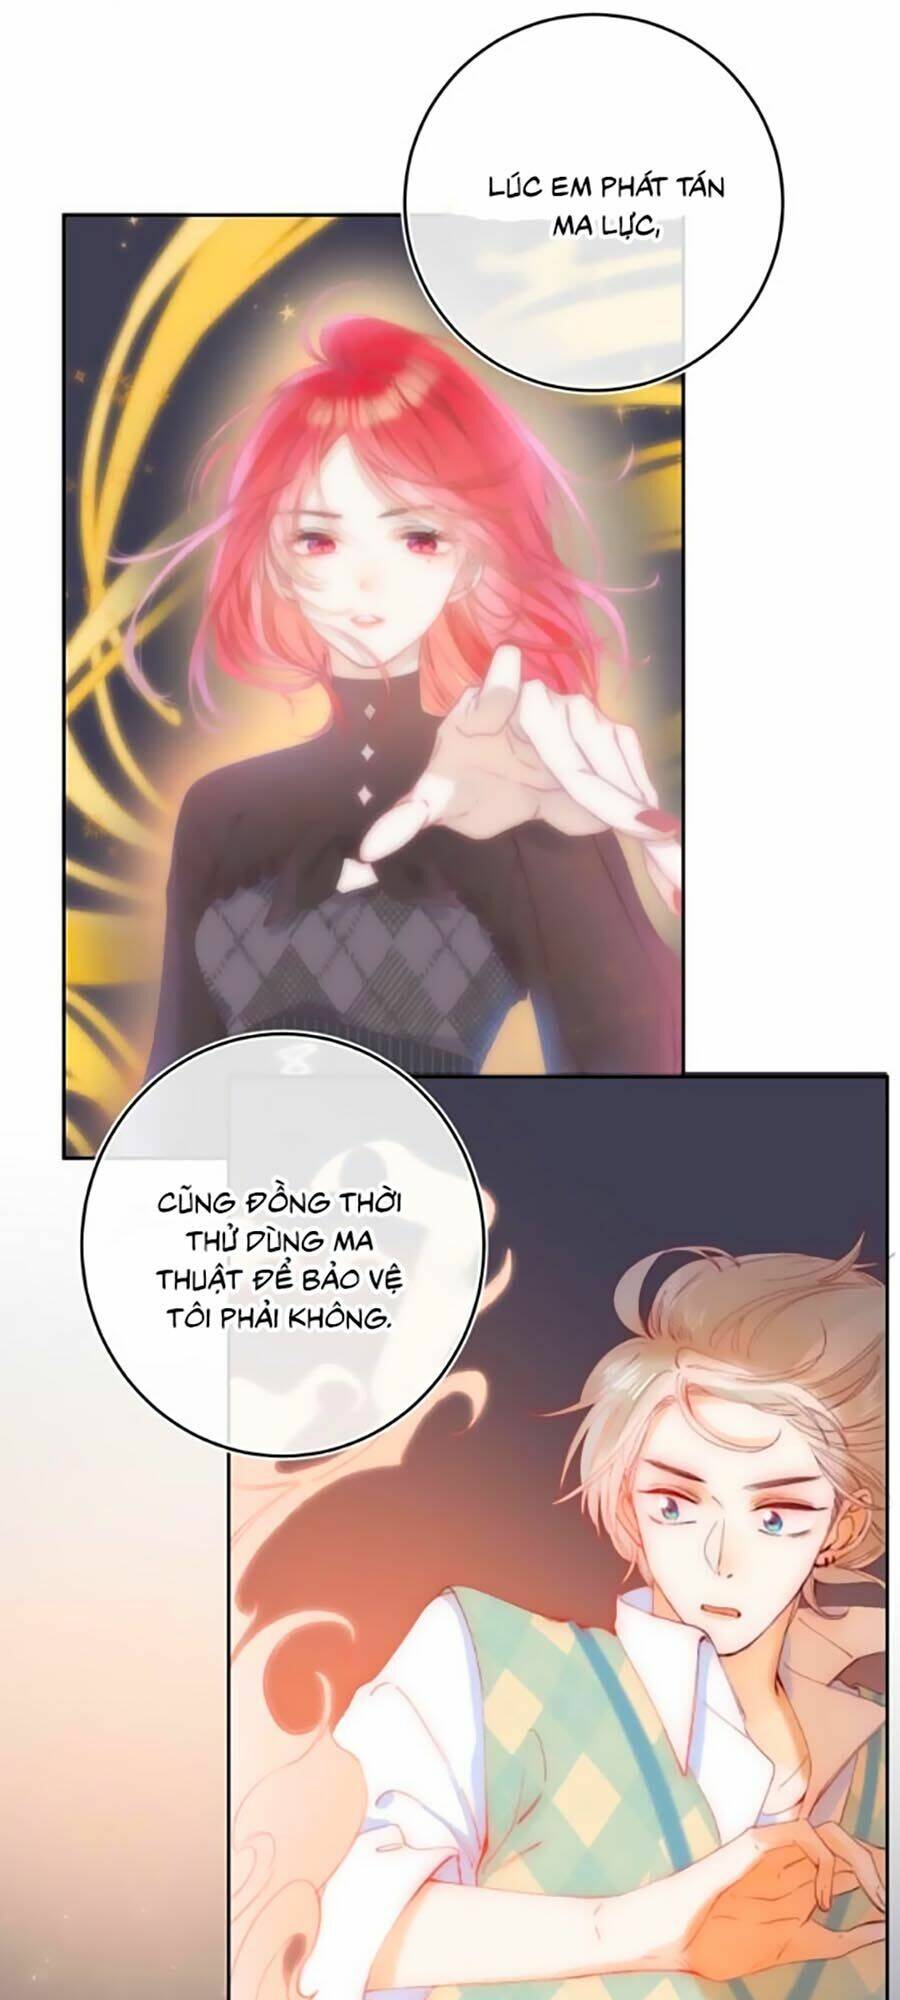 LÚC EM PHÁT TÁN
MA LỰC,
CŨNG ĐỒNG THỜI
THỬ DÙNG MA
THUẬT ĐỂ BẢO VỆ
TÔI PHẢI KHÔNG.